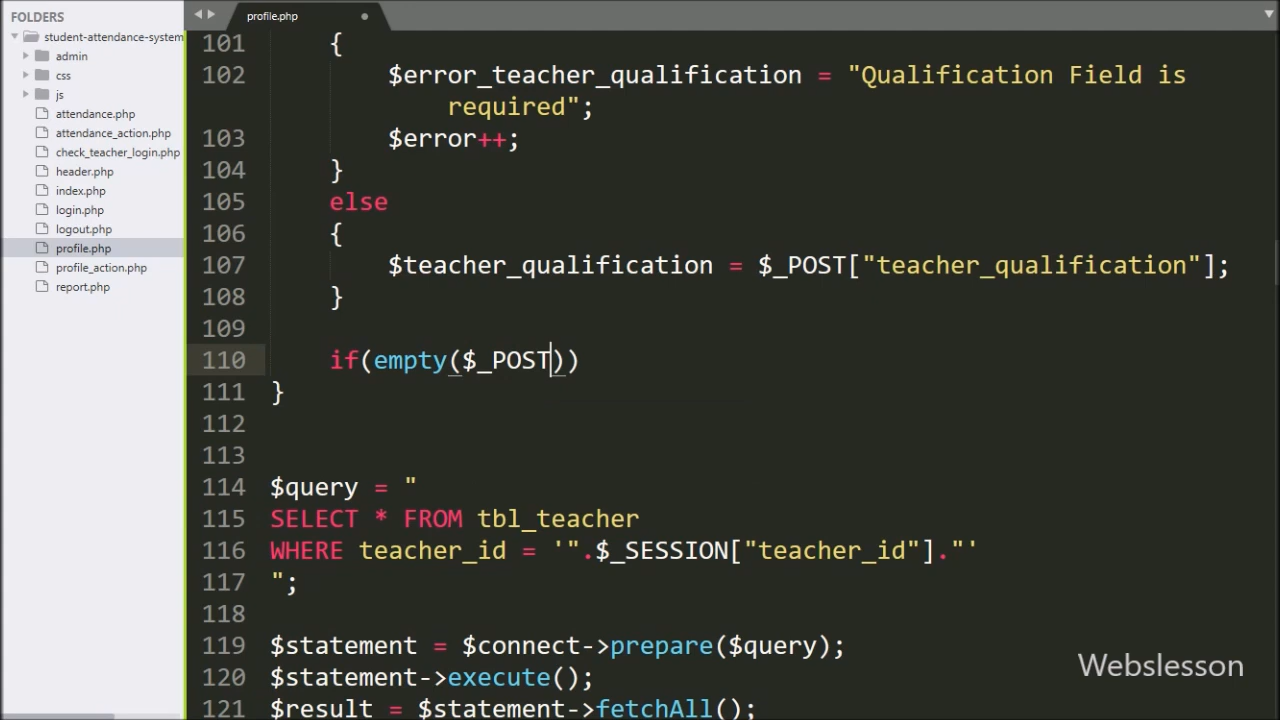 FOLDERS
student-attendance-system
admin
css
js
attendance.php
attendance_action.php
check_teacher_login.php
header.php
index.php
login.php
logout.php
profile.php
profile_action.php
report.php
profile.php
101 {
102 $error_teacher_qualification = "Qualification Field is
required";
103 $error++;
104 }
105 else
106 {
107 $teacher_qualification = $_POST["teacher_qualification"];
108 }
109
110 if(empty($_POST))
111 }
112
113
114 $query = "
115 SELECT * FROM tbl_teacher
116 WHERE teacher_id = '".$_SESSION["teacher_id"]."'
117 ";
118
119 $statement = $connect->prepare($query);
120 $statement->execute();
121 $result = $statement->fetchAll();
Webslesson